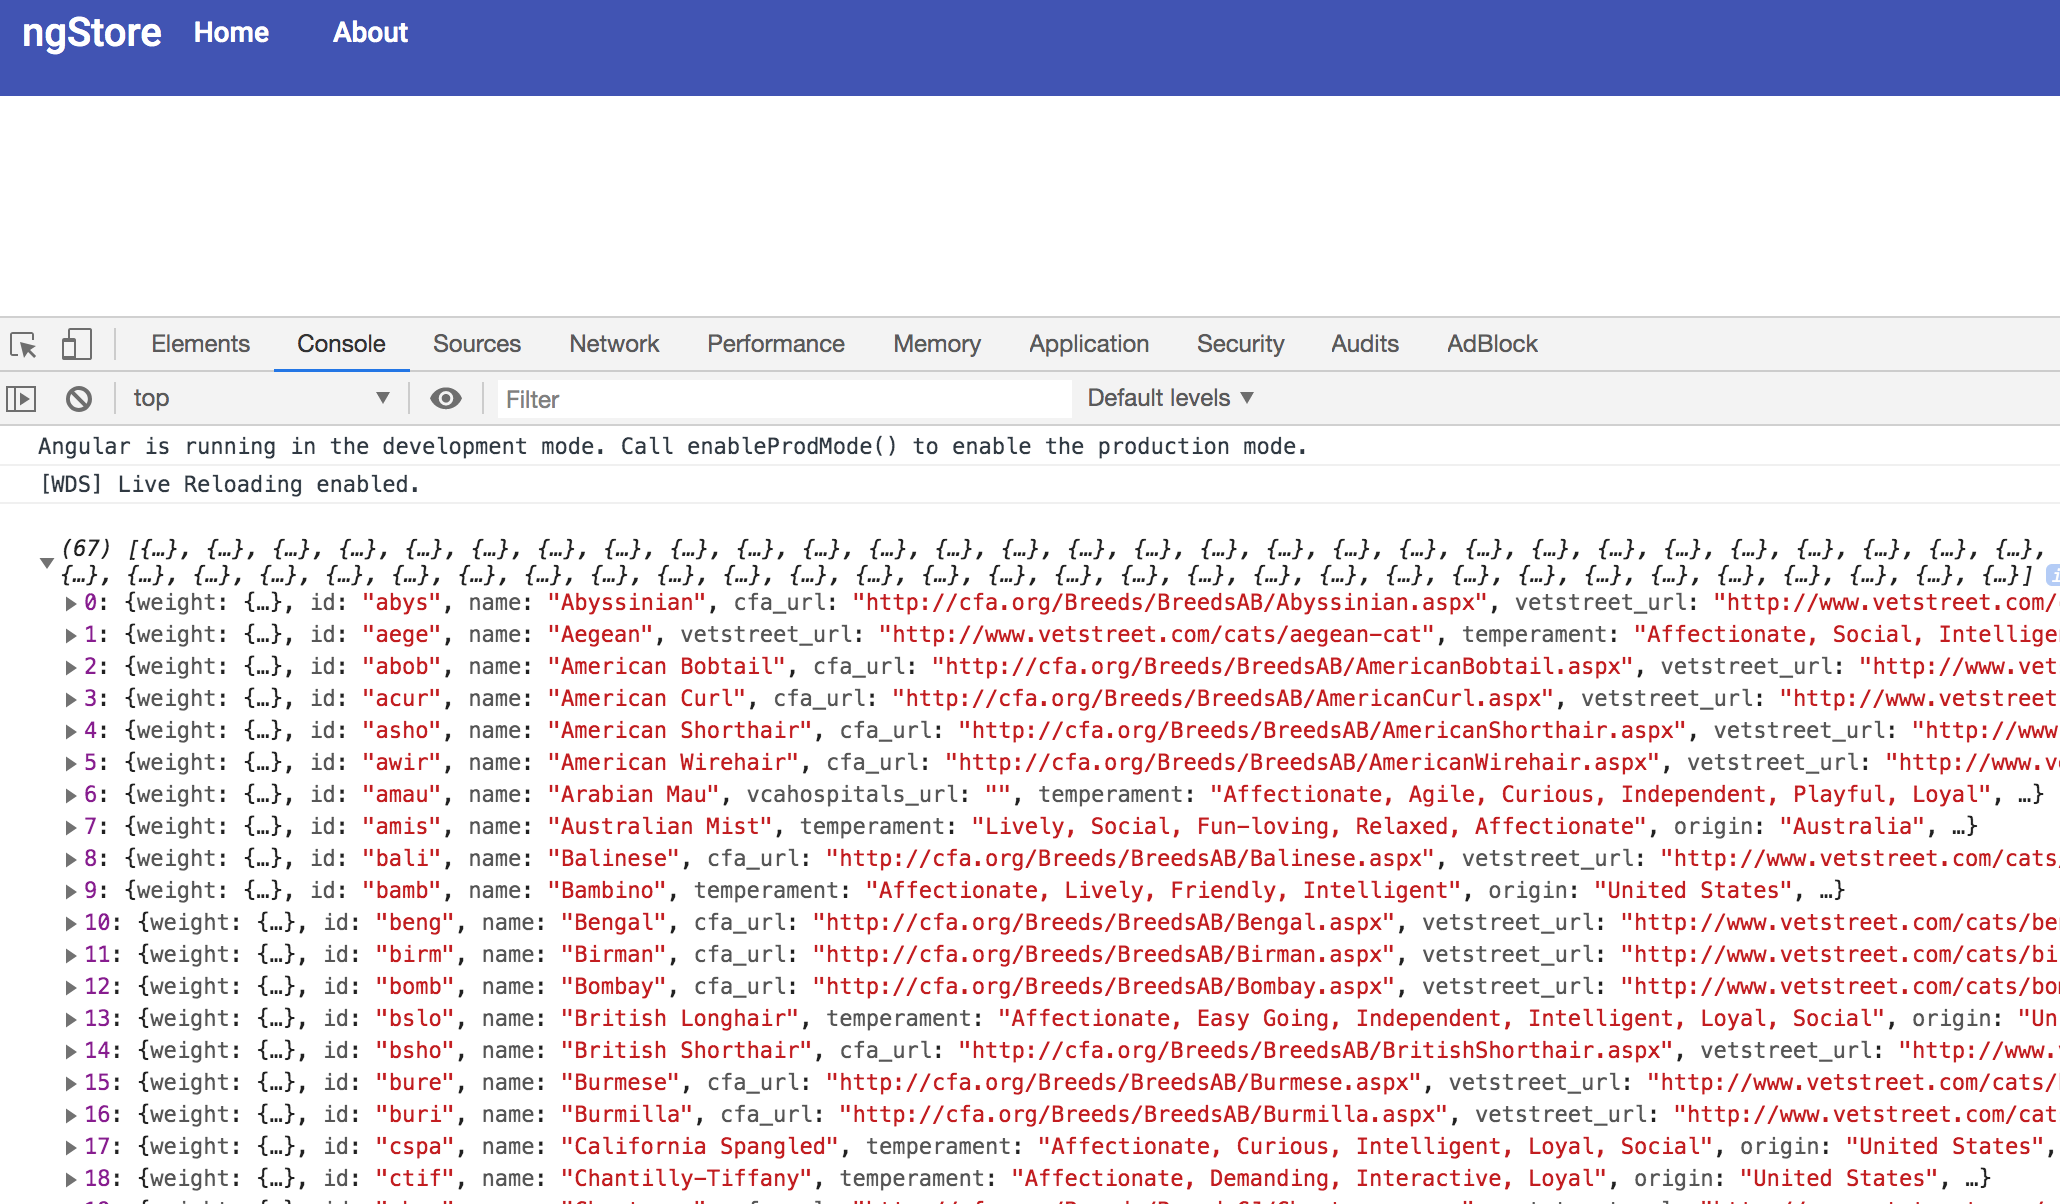 ngStore Home About
Elements Console Sources Network Performance Memory Application Security Audits AdBlock
top ▼ Filter Default levels ▼
Angular is running in the development mode. Call enableProdMode() to enable the production mode.
[WDS] Live Reloading enabled.
(67) [{…}, {…}, {…}, {…}, {…}, {…}, {…}, {…}, {…}, {…}, {…}, {…}, {…}, {…}, {…}, {…}, {…}, {…}, {…}, {…}, {…}, {…}, {…}, {…}, {…}, {…}, {…}, {…}, {…},
{…}, {…}, {…}, {…}, {…}, {…}, {…}, {…}, {…}, {…}, {…}, {…}, {…}, {…}, {…}, {…}, {…}, {…}, {…}, {…}, {…}, {…}, {…}, {…}, {…}, {…}, {…}, {…}, {…}, {…}]
0: {weight: {…}, id: "abys", name: "Abyssinian", cfa_url: "http://cfa.org/Breeds/BreedsAB/Abyssinian.aspx", vetstreet_url: "http://www.vetstreet.com/
1: {weight: {…}, id: "aege", name: "Aegean", vetstreet_url: "http://www.vetstreet.com/cats/aegean-cat", temperament: "Affectionate, Social, Intellige
2: {weight: {…}, id: "abob", name: "American Bobtail", cfa_url: "http://cfa.org/Breeds/BreedsAB/AmericanBobtail.aspx", vetstreet_url: "http://www.vet
3: {weight: {…}, id: "acur", name: "American Curl", cfa_url: "http://cfa.org/Breeds/BreedsAB/AmericanCurl.aspx", vetstreet_url: "http://www.vetstreet
4: {weight: {…}, id: "asho", name: "American Shorthair", cfa_url: "http://cfa.org/Breeds/BreedsAB/AmericanShorthair.aspx", vetstreet_url: "http://www
5: {weight: {…}, id: "awir", name: "American Wirehair", cfa_url: "http://cfa.org/Breeds/BreedsAB/AmericanWirehair.aspx", vetstreet_url: "http://www.v
6: {weight: {…}, id: "amau", name: "Arabian Mau", vcahospitals_url: "", temperament: "Affectionate, Agile, Curious, Independent, Playful, Loyal", …}
7: {weight: {…}, id: "amis", name: "Australian Mist", temperament: "Lively, Social, Fun-loving, Relaxed, Affectionate", origin: "Australia", …}
8: {weight: {…}, id: "bali", name: "Balinese", cfa_url: "http://cfa.org/Breeds/BreedsAB/Balinese.aspx", vetstreet_url: "http://www.vetstreet.com/cats/
9: {weight: {…}, id: "bamb", name: "Bambino", temperament: "Affectionate, Lively, Friendly, Intelligent", origin: "United States", …}
10: {weight: {…}, id: "beng", name: "Bengal", cfa_url: "http://cfa.org/Breeds/BreedsAB/Bengal.aspx", vetstreet_url: "http://www.vetstreet.com/cats/be
11: {weight: {…}, id: "birm", name: "Birman", cfa_url: "http://cfa.org/Breeds/BreedsAB/Birman.aspx", vetstreet_url: "http://www.vetstreet.com/cats/bi
12: {weight: {…}, id: "bomb", name: "Bombay", cfa_url: "http://cfa.org/Breeds/BreedsAB/Bombay.aspx", vetstreet_url: "http://www.vetstreet.com/cats/bo
13: {weight: {…}, id: "bslo", name: "British Longhair", temperament: "Affectionate, Easy Going, Independent, Intelligent, Loyal, Social", origin: "Un
14: {weight: {…}, id: "bsho", name: "British Shorthair", cfa_url: "http://cfa.org/Breeds/BreedsAB/BritishShorthair.aspx", vetstreet_url: "http://www.
15: {weight: {…}, id: "bure", name: "Burmese", cfa_url: "http://cfa.org/Breeds/BreedsAB/Burmese.aspx", vetstreet_url: "http://www.vetstreet.com/cats/
16: {weight: {…}, id: "buri", name: "Burmilla", cfa_url: "http://cfa.org/Breeds/BreedsAB/Burmilla.aspx", vetstreet_url: "http://www.vetstreet.com/cat
17: {weight: {…}, id: "cspa", name: "California Spangled", temperament: "Affectionate, Curious, Intelligent, Loyal, Social", origin: "United States",
18: {weight: {…}, id: "ctif", name: "Chantilly-Tiffany", temperament: "Affectionate, Demanding, Interactive, Loyal", origin: "United States", …}